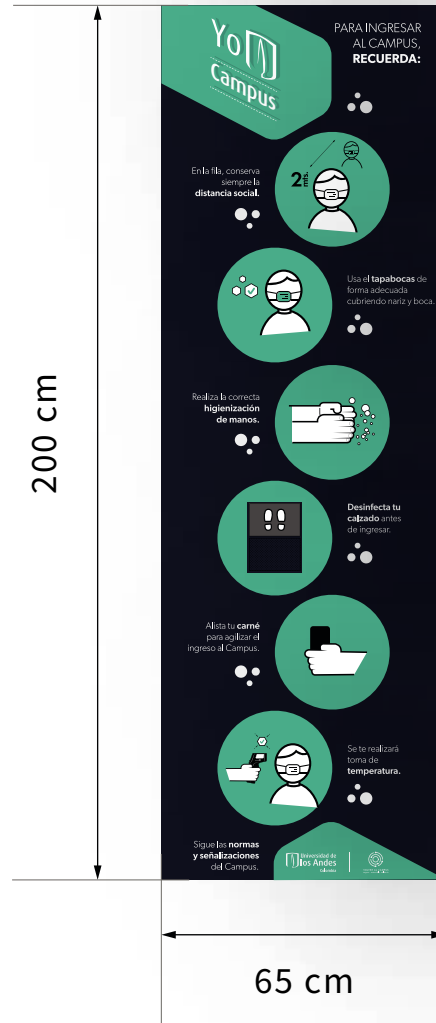 Yo
Campus
PARA INGRESAR
AL CAMPUS,
RECUERDA:
En la fila, conserva
siempre la
distancia social.
2 mts.
Usa el tapabocas de
forma adecuada
cubriendo nariz y boca.
Realiza la correcta
higienización
de manos.
Desinfecta tu
calzado antes
de ingresar.
Alista tu carné
para agilizar el
ingreso al Campus.
Se te realizará
toma de
temperatura.
Sigue las normas
y señalizaciones
del Campus.
Universidad de
los Andes
Colombia
200 cm
65 cm